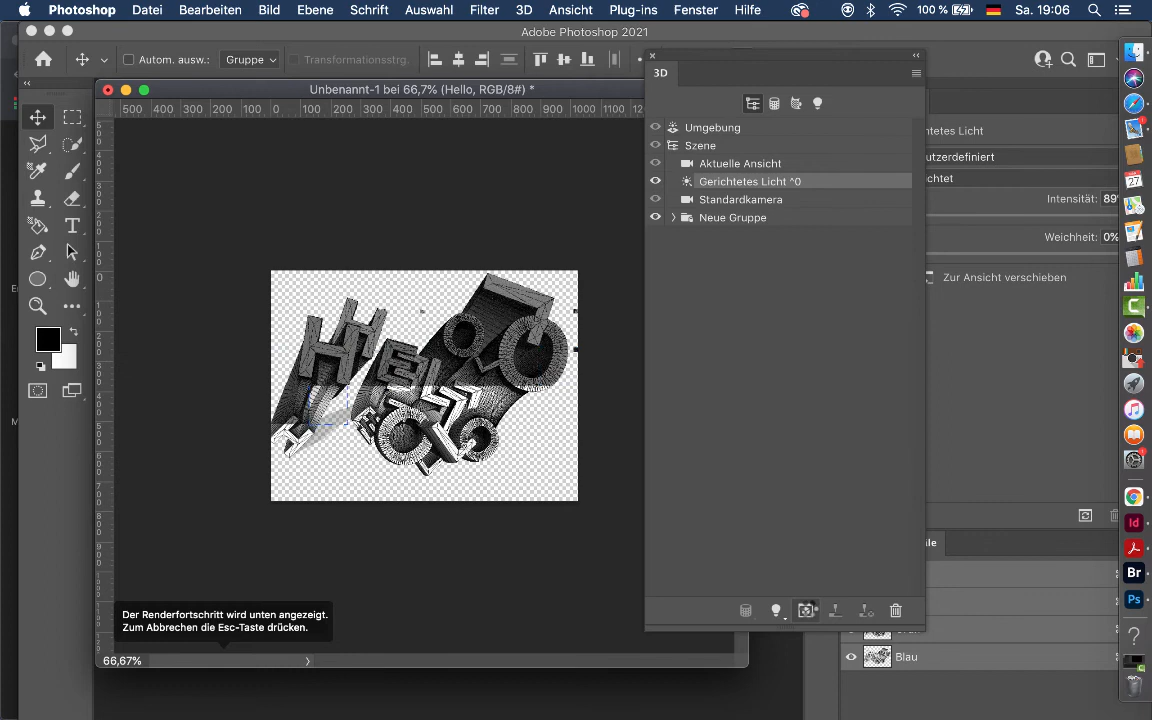 Photoshop Datei Bearbeiten Bild Ebene Schrift Auswahl Filter 3D Ansicht Plug-ins Fenster Hilfe 100 % Sa. 19:06
Adobe Photoshop 2021
Autom. ausw.: Gruppe Transformationsstrg.
Unbenannt-1 bei 66,7% (Hello, RGB/8#) *
500 400 300 200 100 0 100 200 300 400 500 600 700 800 900 1000 1100
3D
Umgebung
Szene
Aktuelle Ansicht
Gerichtetes Licht ^0
Standardkamera
Neue Gruppe
htetes Licht
utzerdefiniert
chtet
Intensität: 89
Weichheit: 0%
Zur Ansicht verschieben
Hello
Der Renderfortschritt wird unten angezeigt.
Zum Abbrechen die Esc-Taste drücken.
66,67%
Blau
27
Id
Br
Ps